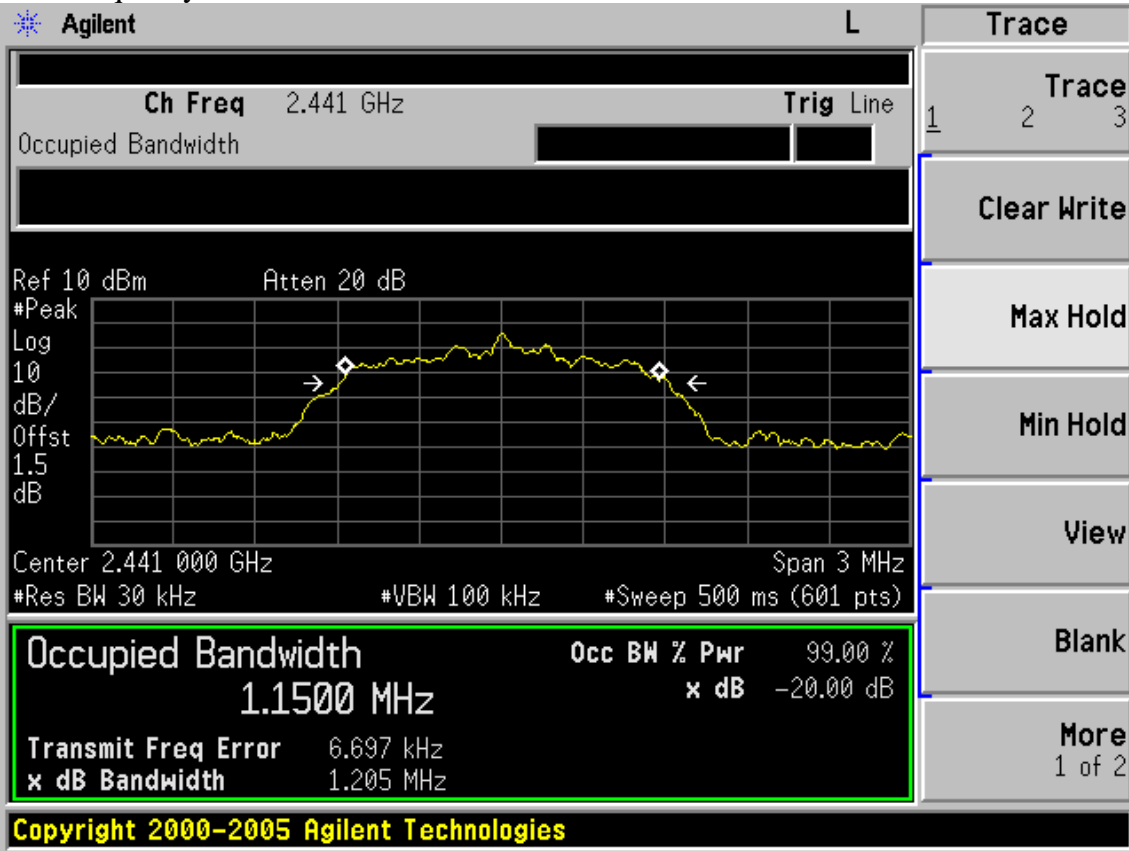 Agilent L Trace
Ch Freq 2.441 GHz Trig Line
Occupied Bandwidth
Trace
1 2 3
Clear Write
Max Hold
Min Hold
View
Blank
More
1 of 2
Ref 10 dBm Atten 20 dB
#Peak
Log
10
dB/
Offst
1.5
dB
Center 2.441 000 GHz Span 3 MHz
#Res BW 30 kHz #VBW 100 kHz #Sweep 500 ms (601 pts)
Occupied Bandwidth Occ BW % Pwr 99.00 %
1.1500 MHz x dB -20.00 dB
Transmit Freq Error 6.697 kHz
x dB Bandwidth 1.205 MHz
Copyright 2000-2005 Agilent Technologies